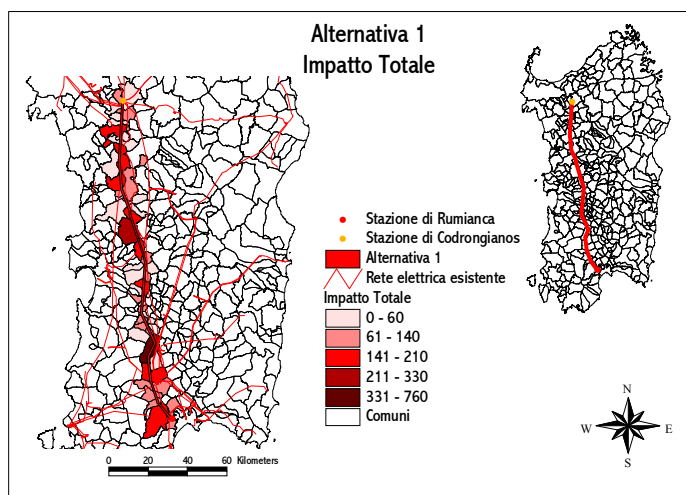 Alternativa 1
Impatto Totale
Stazione di Rumianca
Stazione di Codrongianos
Alternativa 1
Rete elettrica esistente
Impatto Totale
0 - 60
61 - 140
141 - 210
211 - 330
331 - 760
Comuni
N
W E
S
0 20 40 60 Kilometers